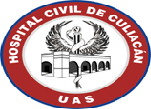 HOSPITAL CIVIL DE CULIACÁN
UAS